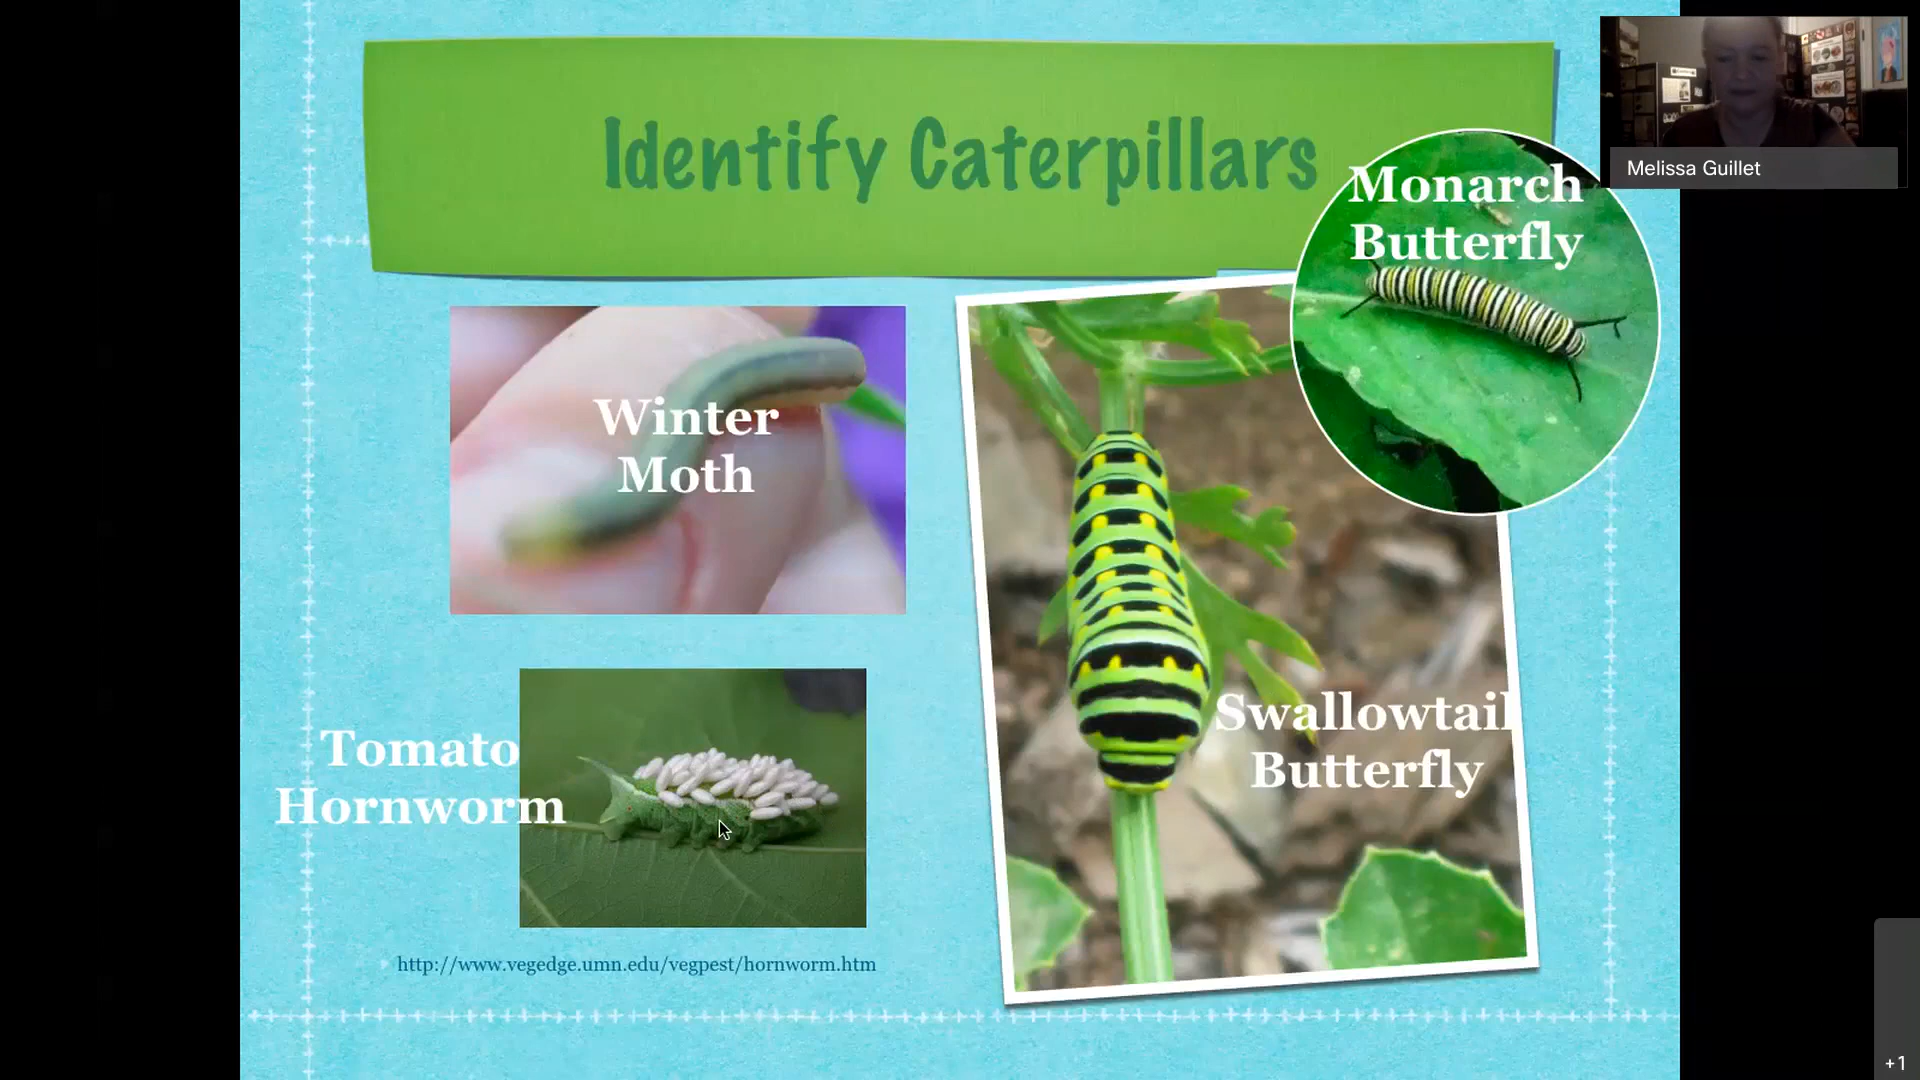 Identify Caterpillars
Monarch
Butterfly
Melissa Guillet
Winter
Moth
Tomato
Hornworm
Swallowtail
Butterfly
http://www.vegedge.umn.edu/vegpest/hornworm.htm
+1